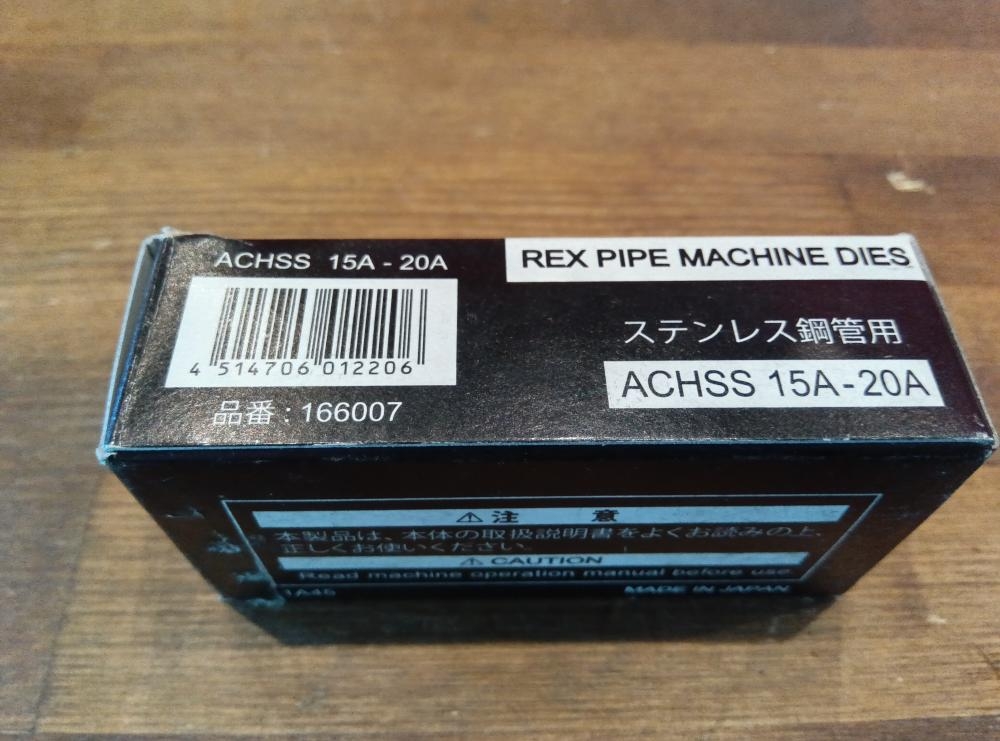 ACHSS 15A - 20A
REX PIPE MACHINE DIES
4 514706 012206
ステンレス鋼管用
ACHSS 15A-20A
品番 : 166007
⚠注 意
本製品は、本体の取扱説明書をよくお読みの上、
正しくお使いください。
⚠ CAUTION
Read machine operation manual before use
MADE IN JAPAN